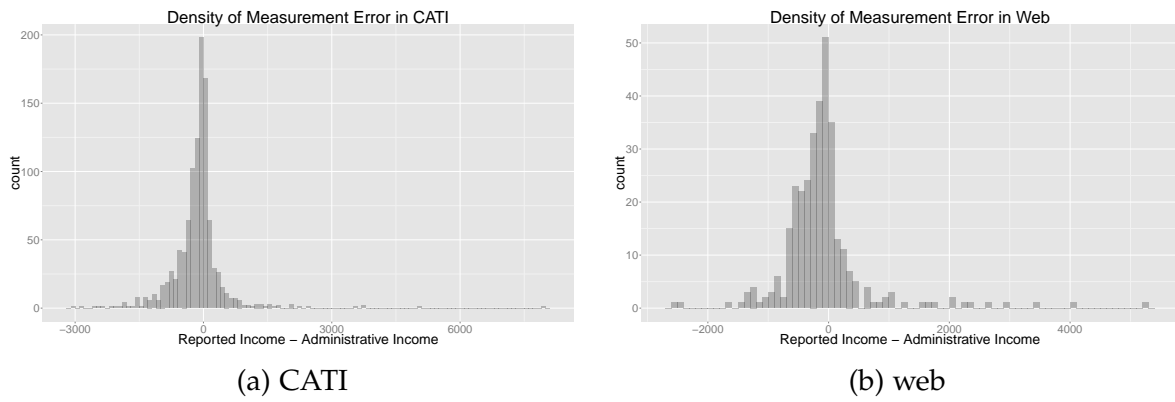 Density of Measurement Error in CATI
200
150
100
50
0
count
−3000
0
3000
6000
Reported Income − Administrative Income
(a) CATI
Density of Measurement Error in Web
50
40
30
20
10
0
count
−2000
0
2000
4000
Reported Income − Administrative Income
(b) web